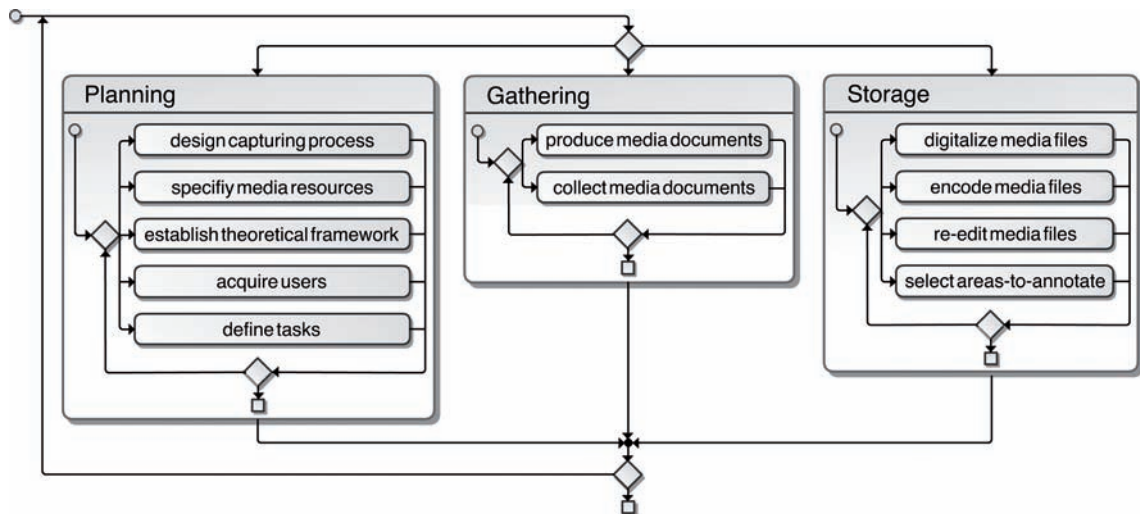 Planning
design capturing process
specifiy media resources
establish theoretical framework
acquire users
define tasks
Gathering
produce media documents
collect media documents
Storage
digitalize media files
encode media files
re-edit media files
select areas-to-annotate